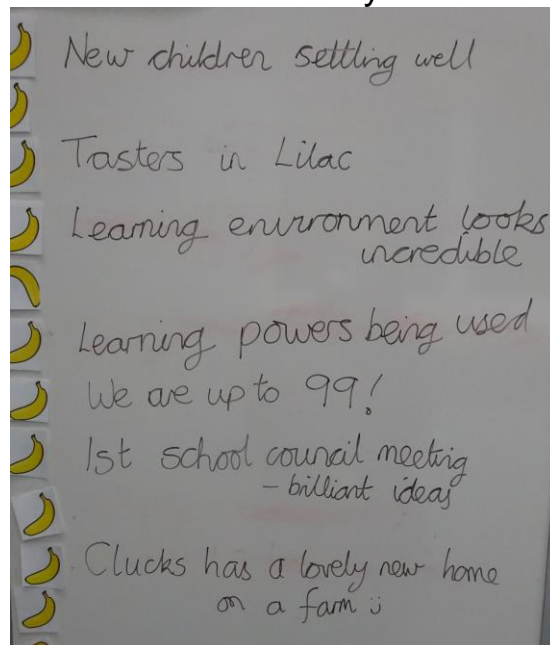 New children settling well
Tasters in Lilac
Learning environment looks
incredible
Learning powers being used
We are up to 99!
1st school council meeting
- brilliant ideas
Clucks has a lovely new home
on a farm ü